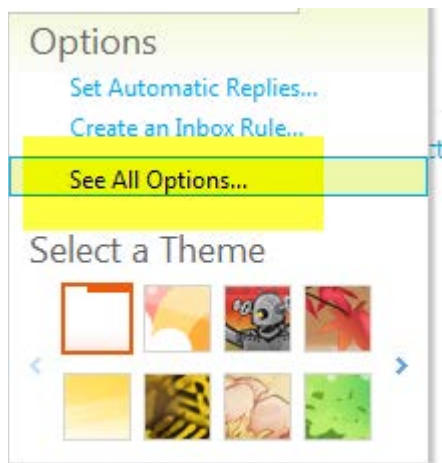 Options
Set Automatic Replies...
Create an Inbox Rule...
See All Options...
Select a Theme